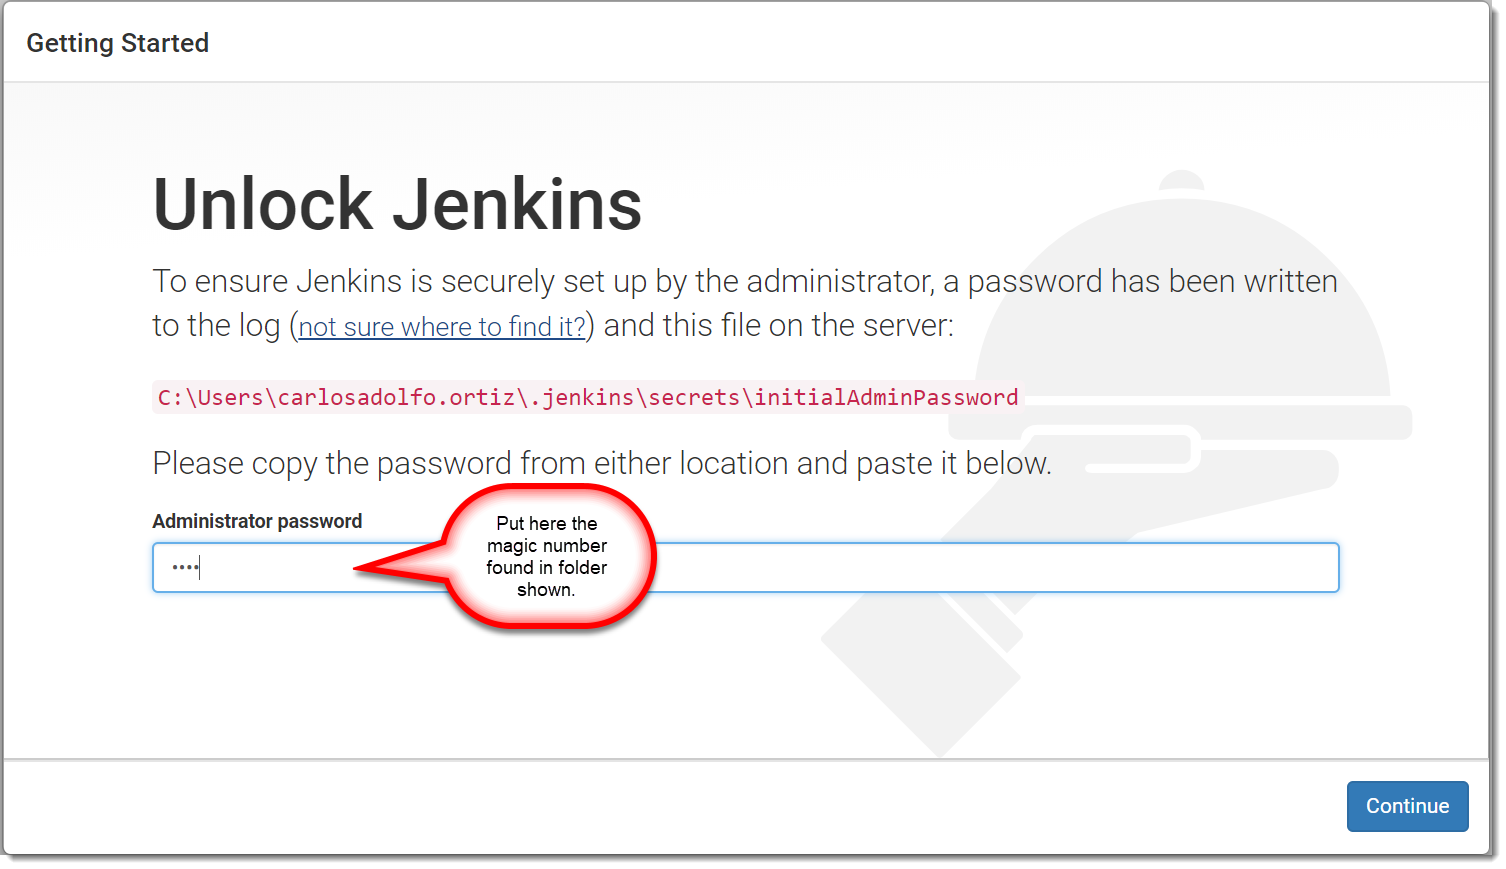 Getting Started
Unlock Jenkins
To ensure Jenkins is securely set up by the administrator, a password has been written
to the log (not sure where to find it?) and this file on the server:
C:\Users\carlosadolfo.ortiz\.jenkins\secrets\initialAdminPassword
Please copy the password from either location and paste it below.
Administrator password
••••
Put here the
magic number
found in folder
shown.
Continue